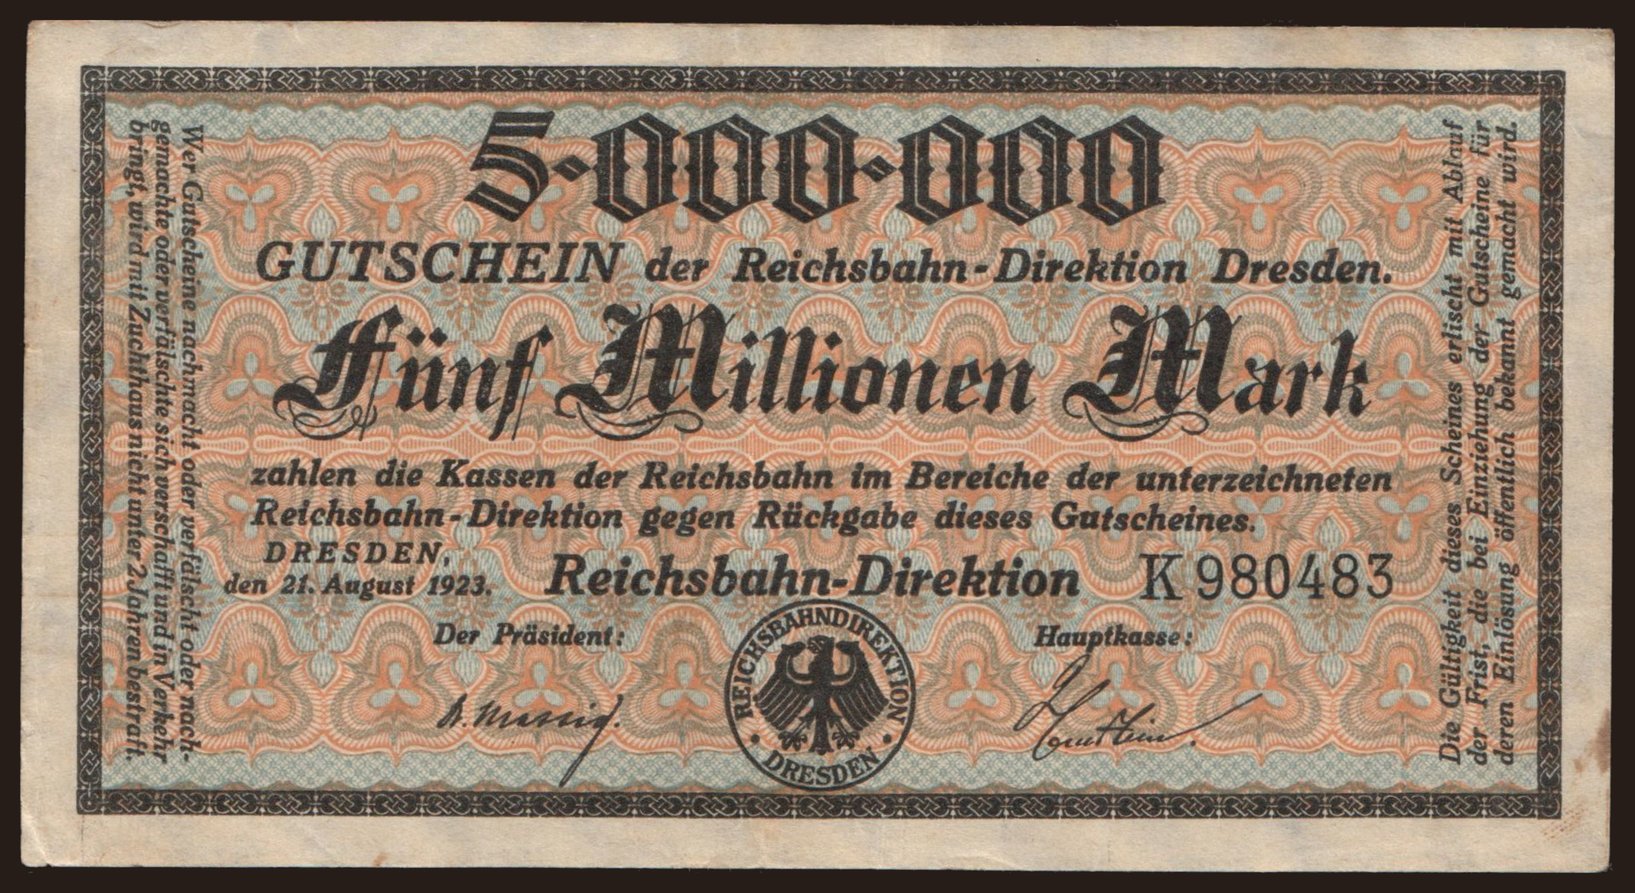 5·000·000
GUTSCHEIN der Reichsbahn-Direktion Dresden.
Fünf Millionen Mark
zahlen die Kassen der Reichsbahn im Bereiche der unterzeichneten
Reichsbahn-Direktion gegen Rückgabe dieses Gutscheines.
DRESDEN,
den 21. August 1923.
Reichsbahn-Direktion
K 980483
Der Präsident:
Hauptkasse:
REICHSBAHNDIREKTION
• DRESDEN •
Wer Gutscheine nachmacht oder verfälscht oder nach-
gemachte oder verfälschte sich verschafft und in Verkehr
bringt, wird mit Zuchthaus nicht unter 2 Jahren bestraft.
Die Gültigkeit dieses Scheines erlischt mit Ablauf
der Frist, die bei Einziehung der Gutscheine für
deren Einlösung öffentlich bekannt gemacht wird.